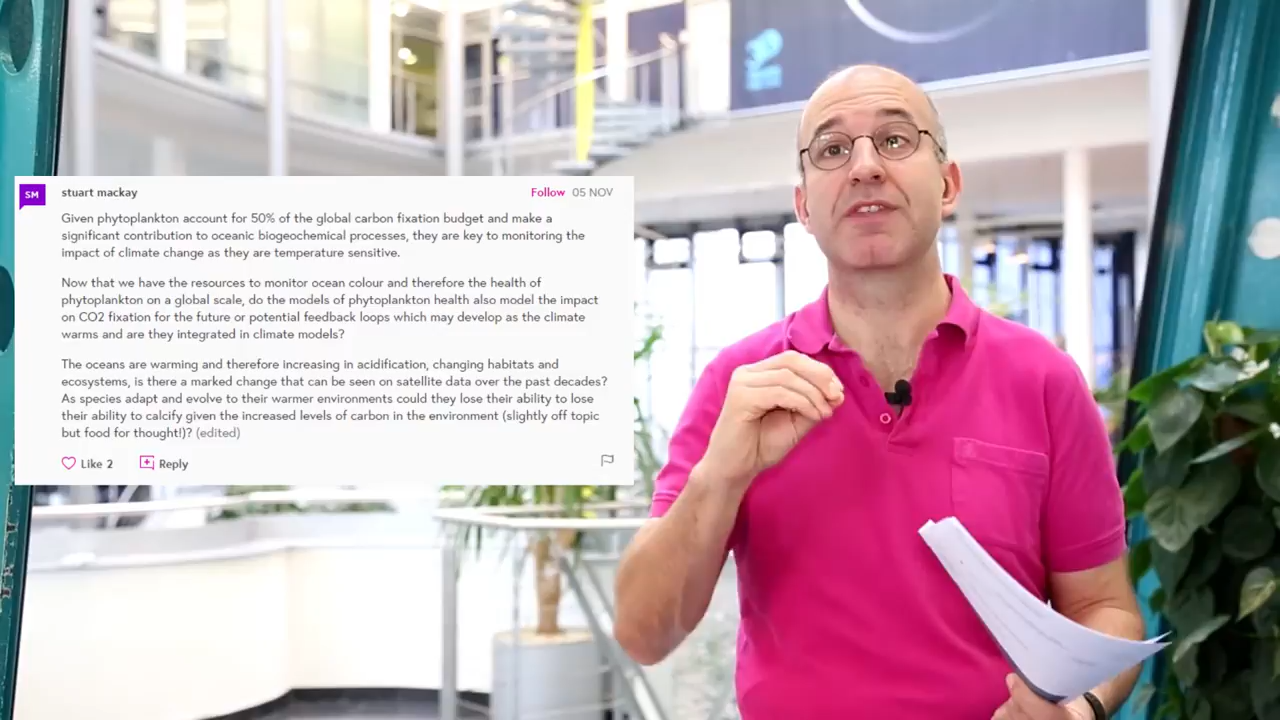 SM
stuart mackay
Follow 05 NOV
Given phytoplankton account for 50% of the global carbon fixation budget and make a
significant contribution to oceanic biogeochemical processes, they are key to monitoring the
impact of climate change as they are temperature sensitive.
Now that we have the resources to monitor ocean colour and therefore the health of
phytoplankton on a global scale, do the models of phytoplankton health also model the impact
on CO2 fixation for the future or potential feedback loops which may develop as the climate
warms and are they integrated in climate models?
The oceans are warming and therefore increasing in acidification, changing habitats and
ecosystems, is there a marked change that can be seen on satellite data over the past decades?
As species adapt and evolve to their warmer environments could they lose their ability to lose
their ability to calcify given the increased levels of carbon in the environment (slightly off topic
but food for thought!)? (edited)
Like 2 Reply